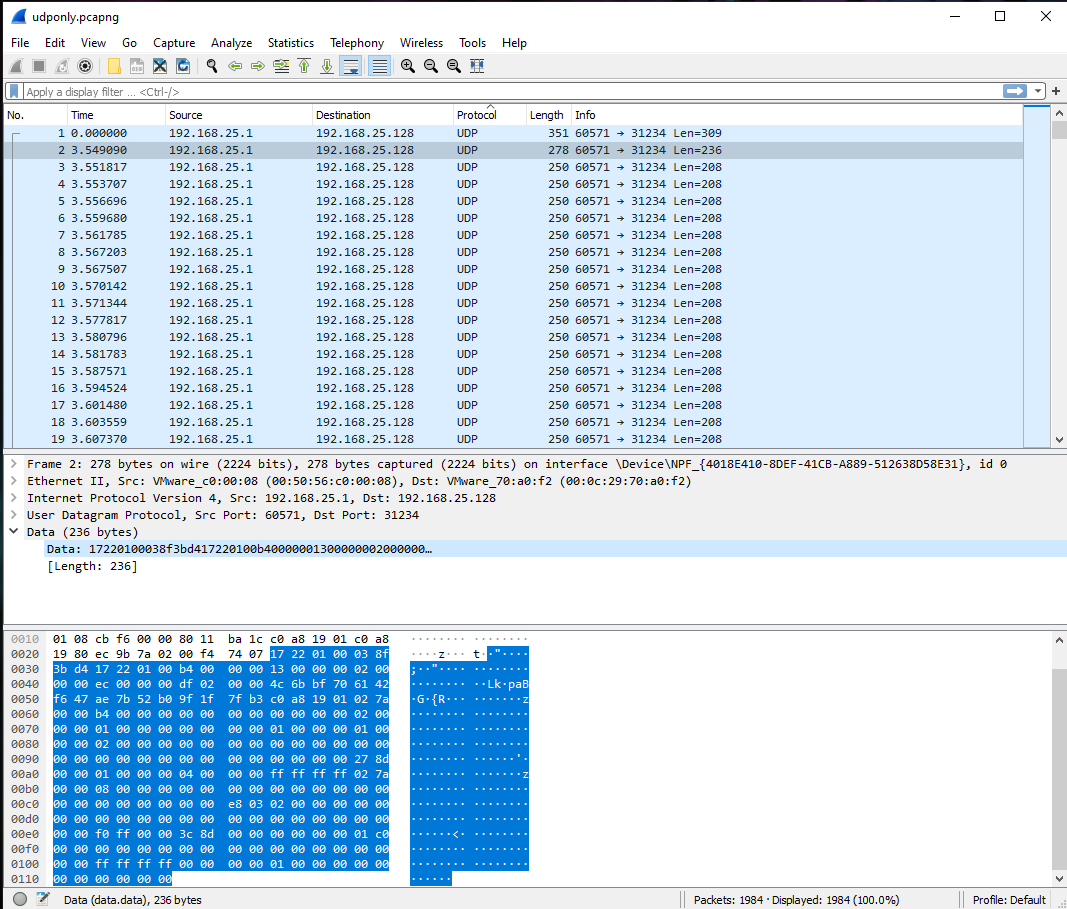 udponly.pcapng
File Edit View Go Capture Analyze Statistics Telephony Wireless Tools Help
Apply a display filter ... <Ctrl-/>
No. Time Source Destination Protocol Length Info
1 0.000000 192.168.25.1 192.168.25.128 UDP 351 60571 → 31234 Len=309
2 3.549090 192.168.25.1 192.168.25.128 UDP 278 60571 → 31234 Len=236
3 3.551817 192.168.25.1 192.168.25.128 UDP 250 60571 → 31234 Len=208
4 3.553707 192.168.25.1 192.168.25.128 UDP 250 60571 → 31234 Len=208
5 3.556696 192.168.25.1 192.168.25.128 UDP 250 60571 → 31234 Len=208
6 3.559680 192.168.25.1 192.168.25.128 UDP 250 60571 → 31234 Len=208
7 3.561785 192.168.25.1 192.168.25.128 UDP 250 60571 → 31234 Len=208
8 3.567203 192.168.25.1 192.168.25.128 UDP 250 60571 → 31234 Len=208
9 3.567507 192.168.25.1 192.168.25.128 UDP 250 60571 → 31234 Len=208
10 3.570142 192.168.25.1 192.168.25.128 UDP 250 60571 → 31234 Len=208
11 3.571344 192.168.25.1 192.168.25.128 UDP 250 60571 → 31234 Len=208
12 3.577817 192.168.25.1 192.168.25.128 UDP 250 60571 → 31234 Len=208
13 3.580796 192.168.25.1 192.168.25.128 UDP 250 60571 → 31234 Len=208
14 3.581783 192.168.25.1 192.168.25.128 UDP 250 60571 → 31234 Len=208
15 3.587571 192.168.25.1 192.168.25.128 UDP 250 60571 → 31234 Len=208
16 3.594524 192.168.25.1 192.168.25.128 UDP 250 60571 → 31234 Len=208
17 3.601480 192.168.25.1 192.168.25.128 UDP 250 60571 → 31234 Len=208
18 3.603559 192.168.25.1 192.168.25.128 UDP 250 60571 → 31234 Len=208
19 3.607370 192.168.25.1 192.168.25.128 UDP 250 60571 → 31234 Len=208
Frame 2: 278 bytes on wire (2224 bits), 278 bytes captured (2224 bits) on interface \Device\NPF_{4018E410-8DEF-41CB-A889-512638D58E31}, id 0
Ethernet II, Src: VMware_c0:00:08 (00:50:56:c0:00:08), Dst: VMware_70:a0:f2 (00:0c:29:70:a0:f2)
Internet Protocol Version 4, Src: 192.168.25.1, Dst: 192.168.25.128
User Datagram Protocol, Src Port: 60571, Dst Port: 31234
Data (236 bytes)
Data: 17220100038f3bd417220100b40000001300000002000000…
[Length: 236]
0010 01 08 cb f6 00 00 80 11 ba 1c c0 a8 19 01 c0 a8 ········ ········
0020 19 80 ec 9b 7a 02 00 f4 74 07 17 22 01 00 03 8f ····z··· t··"····
0030 3b d4 17 22 01 00 b4 00 00 00 13 00 00 00 02 00 ;··"···· ········
0040 00 00 ec 00 00 00 df 02 00 00 4c 6b bf 70 61 42 ········ ··Lk·paB
0050 f6 47 ae 7b 52 b0 9f 1f 7f b3 c0 a8 19 01 02 7a ·G·{R··· ·······z
0060 00 00 b4 00 00 00 00 00 00 00 00 00 00 00 02 00 ········ ········
0070 00 00 01 00 00 00 00 00 00 00 01 00 00 00 01 00 ········ ········
0080 00 00 02 00 00 00 00 00 00 00 00 00 00 00 00 00 ········ ········
0090 00 00 00 00 00 00 00 00 00 00 00 00 00 00 27 8d ········ ······'·
00a0 00 00 01 00 00 00 04 00 00 00 ff ff ff ff 02 7a ········ ·······z
00b0 00 00 08 00 00 00 00 00 00 00 00 00 00 00 00 00 ········ ········
00c0 00 00 00 00 00 00 00 00 e8 03 02 00 00 00 00 00 ········ ········
00d0 00 00 00 00 00 00 00 00 00 00 00 00 00 00 00 00 ········ ········
00e0 00 00 f0 ff 00 00 3c 8d 00 00 00 00 00 00 01 c0 ······<· ········
00f0 00 00 00 00 00 00 00 00 00 00 00 00 00 00 00 00 ········ ········
0100 00 00 ff ff ff ff 00 00 00 00 01 00 00 00 00 00 ········ ········
0110 00 00 00 00 00 00 ······
Data (data.data), 236 bytes Packets: 1984 · Displayed: 1984 (100.0%) Profile: Default